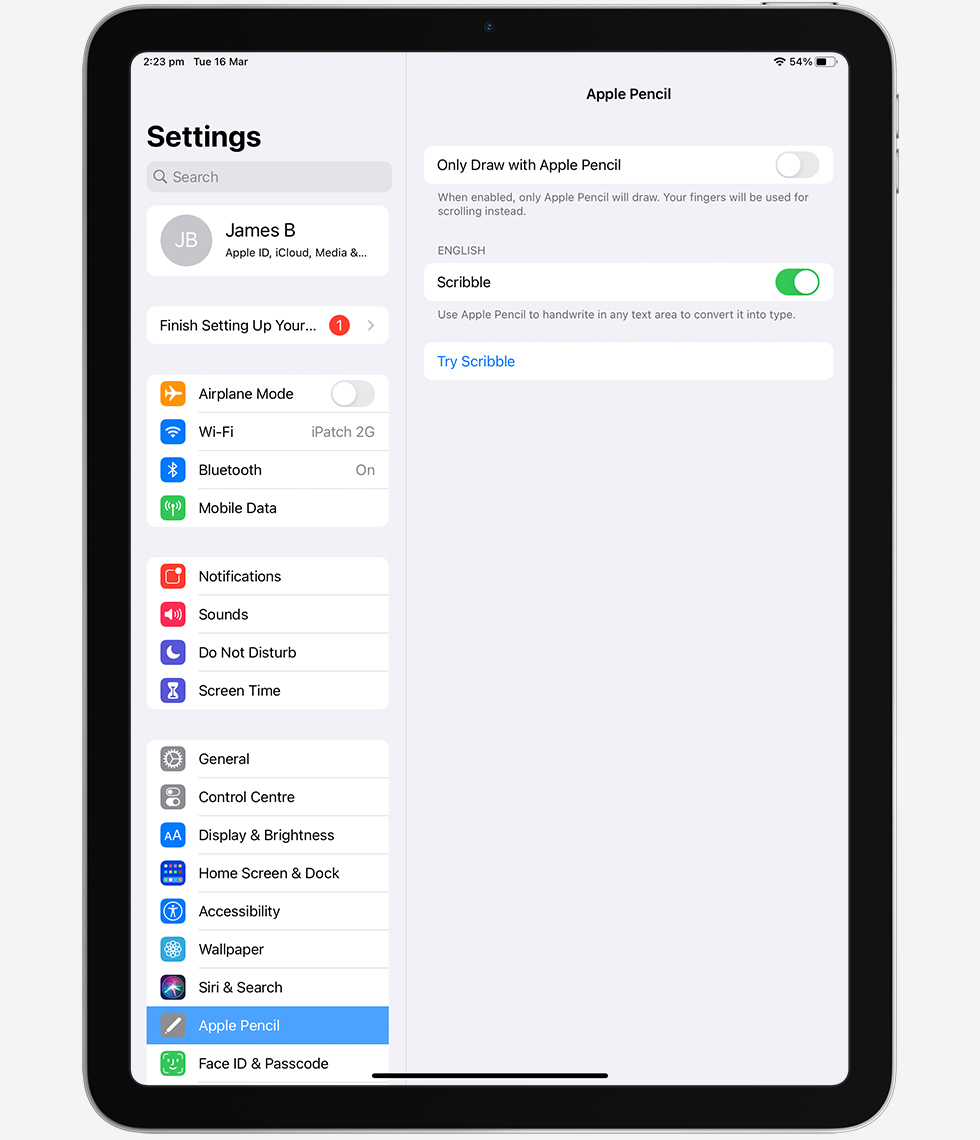 2:23 pm Tue 16 Mar
54%
Settings
Search
JB
James B
Apple ID, iCloud, Media &...
Finish Setting Up Your... 1
Airplane Mode
Wi-Fi iPatch 2G
Bluetooth On
Mobile Data
Notifications
Sounds
Do Not Disturb
Screen Time
General
Control Centre
AA Display & Brightness
Home Screen & Dock
Accessibility
Wallpaper
Siri & Search
Apple Pencil
Face ID & Passcode
Apple Pencil
Only Draw with Apple Pencil
When enabled, only Apple Pencil will draw. Your fingers will be used for
scrolling instead.
ENGLISH
Scribble
Use Apple Pencil to handwrite in any text area to convert it into type.
Try Scribble